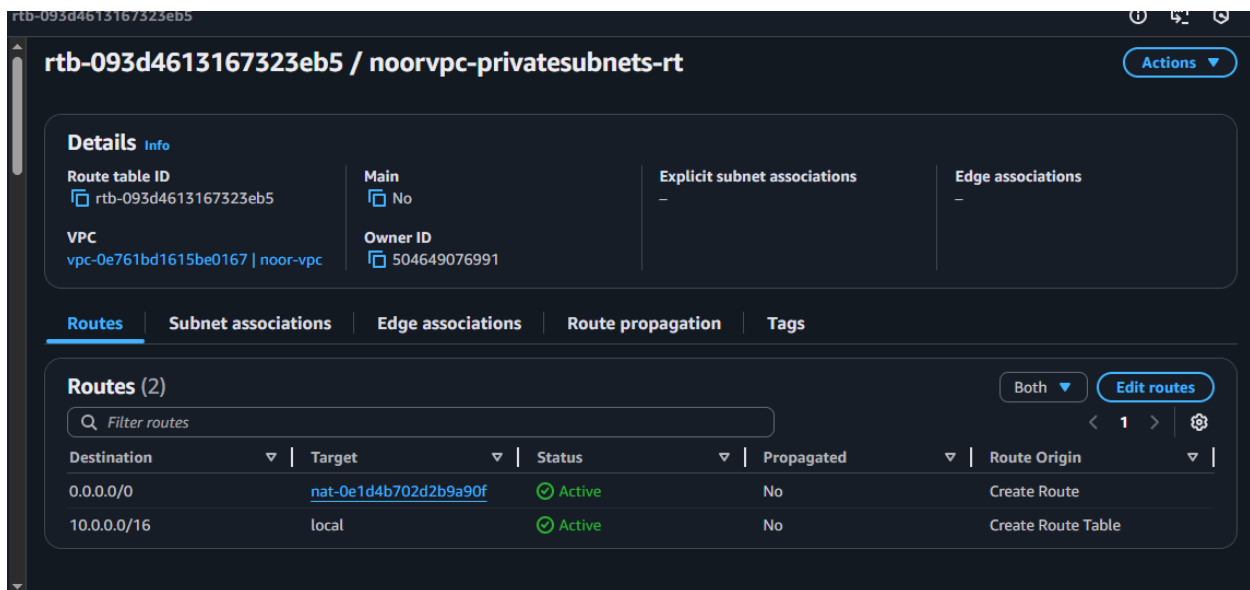 rtb-093d4613167323eb5
rtb-093d4613167323eb5 / noorvpc-privatesubnets-rt
Actions
Details Info
Route table ID
rtb-093d4613167323eb5
Main
No
Explicit subnet associations
–
Edge associations
–
VPC
vpc-0e761bd1615be0167 | noor-vpc
Owner ID
504649076991
Routes
Subnet associations
Edge associations
Route propagation
Tags
Routes (2)
Both
Edit routes
Filter routes
1
Destination Target Status Propagated Route Origin
0.0.0.0/0 nat-0e1d4b702d2b9a90f Active No Create Route
10.0.0.0/16 local Active No Create Route Table